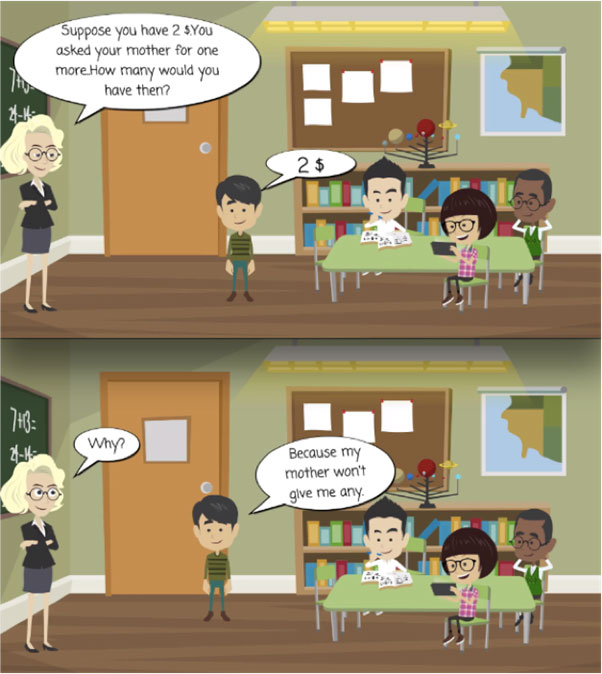 Suppose you have 2 $.You
asked your mother for one
more.How many would you
have then?
2 $
Why?
Because my
mother won't
give me any.